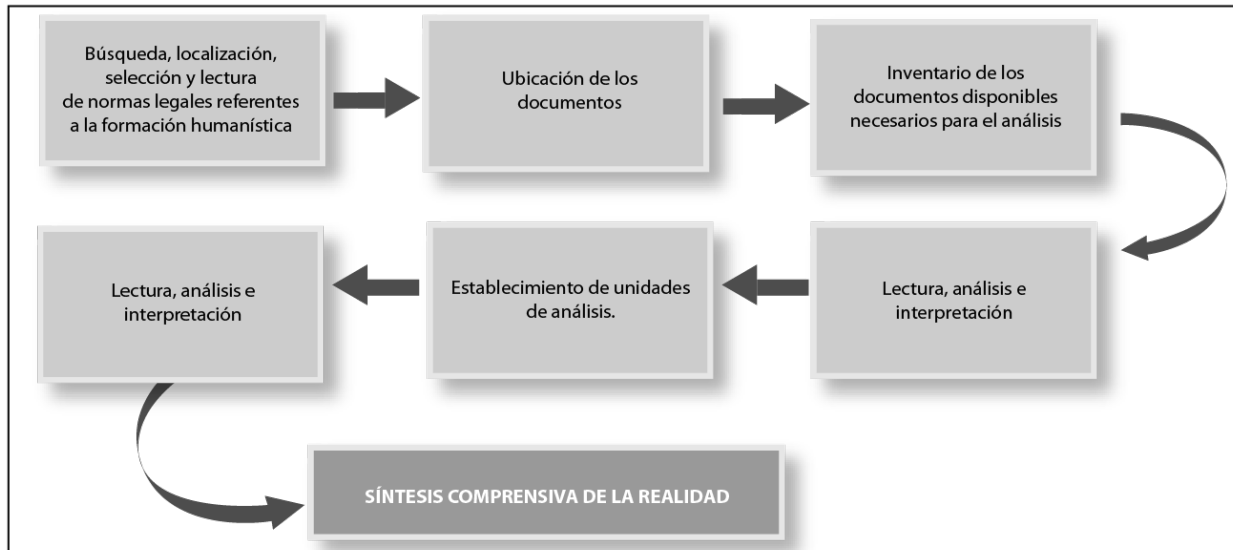 Búsqueda, localización,
selección y lectura
de normas legales referentes
a la formación humanística
Ubicación de los
documentos
Inventario de los
documentos disponibles
necesarios para el análisis
Lectura, análisis e
interpretación
Establecimiento de unidades
de análisis.
Lectura, análisis e
interpretación
SÍNTESIS COMPRENSIVA DE LA REALIDAD